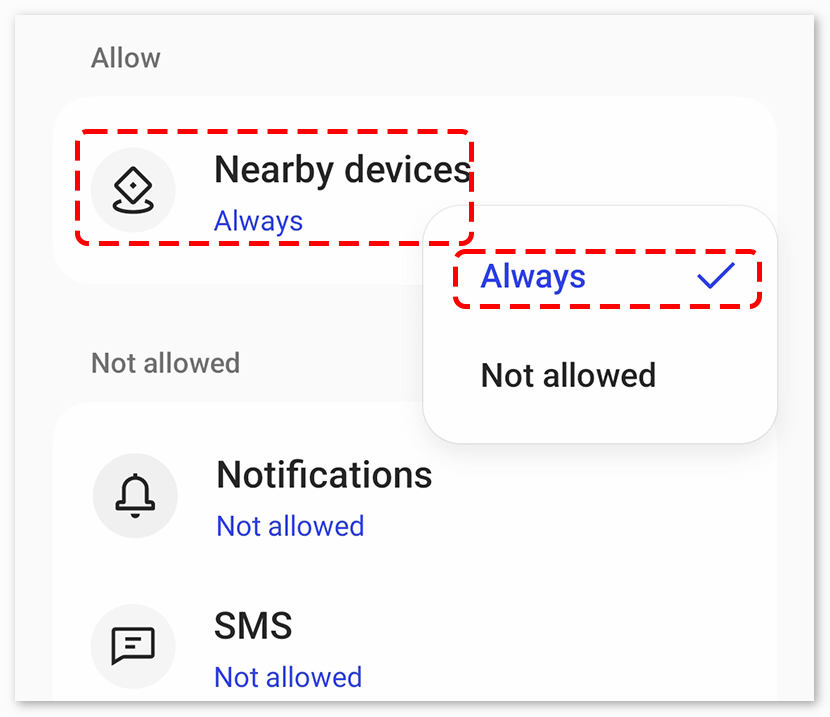 Allow
Nearby devices
Always
Always
Not allowed
Not allowed
Notifications
Not allowed
SMS
Not allowed